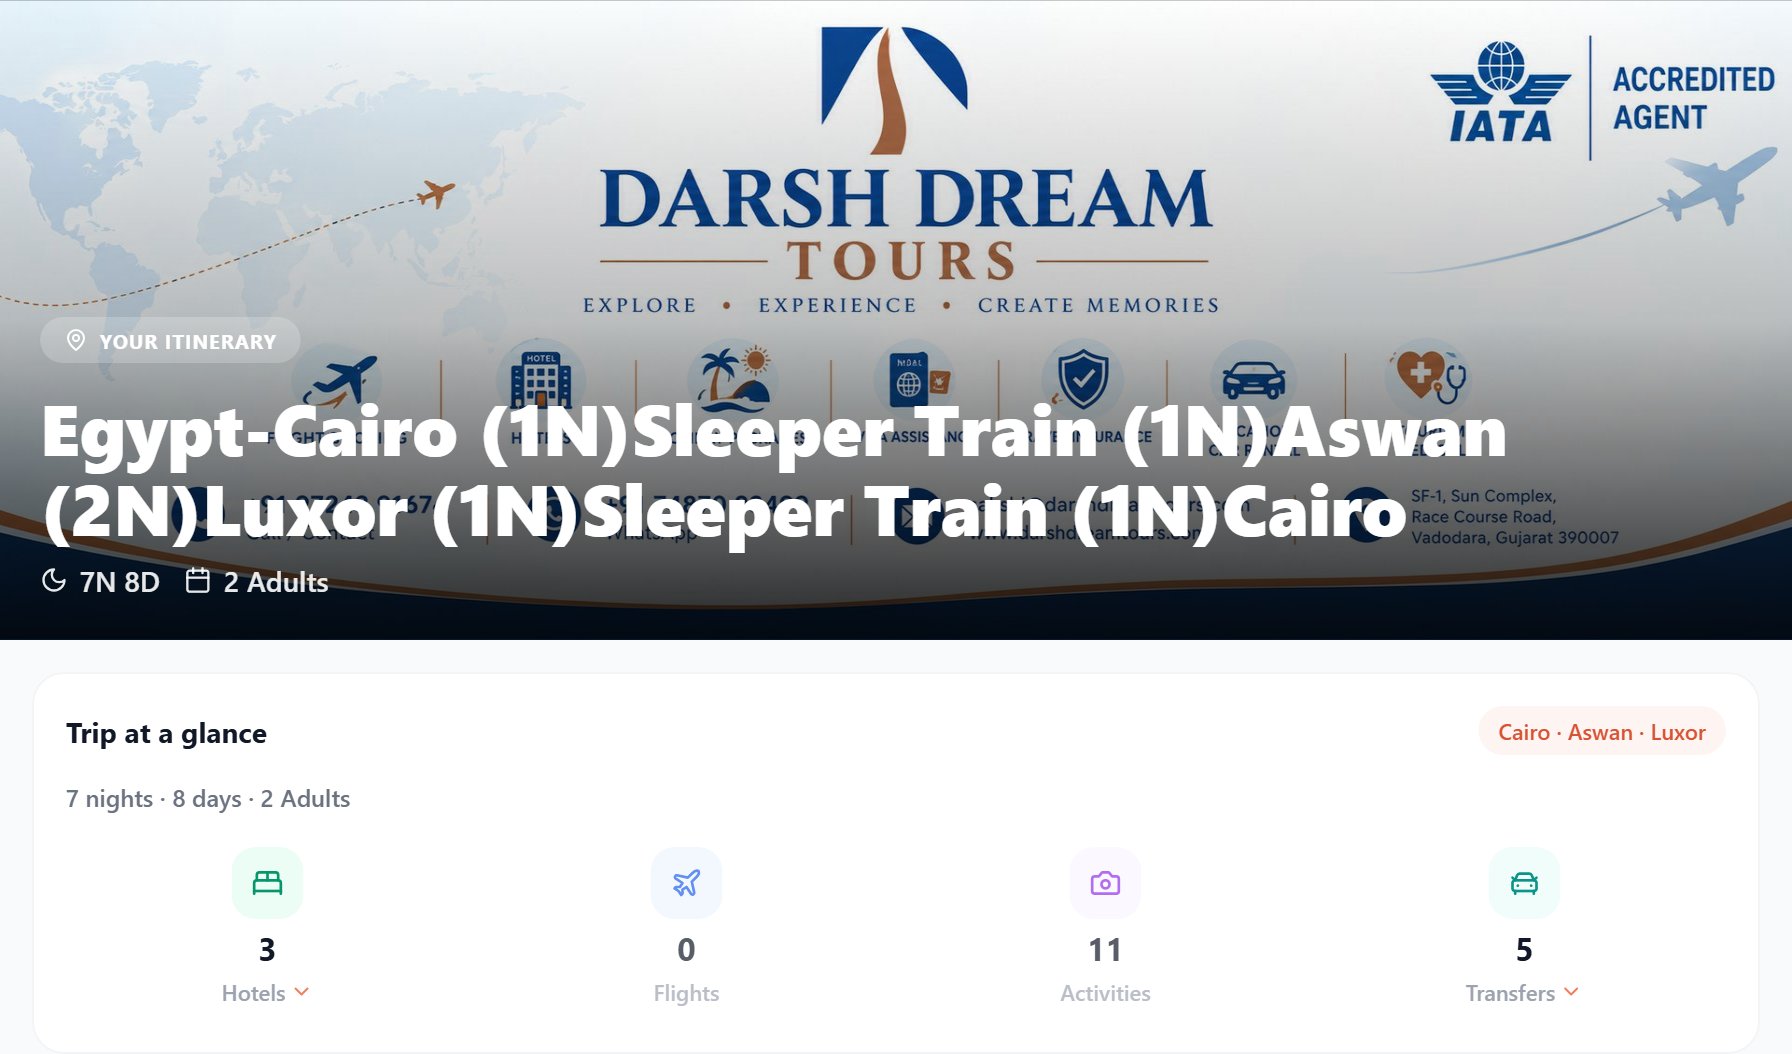 IATA
ACCREDITED
AGENT
DARSH DREAM
TOURS
EXPLORE • EXPERIENCE • CREATE MEMORIES
YOUR ITINERARY
HOTEL
Egypt-Cairo (1N)Sleeper Train (1N)Aswan
(2N)Luxor (1N)Sleeper Train (1N)Cairo
SF-1, Sun Complex,
Race Course Road,
Vadodara, Gujarat 390007
7N 8D 2 Adults
Trip at a glance
Cairo · Aswan · Luxor
7 nights · 8 days · 2 Adults
3
Hotels
0
Flights
11
Activities
5
Transfers